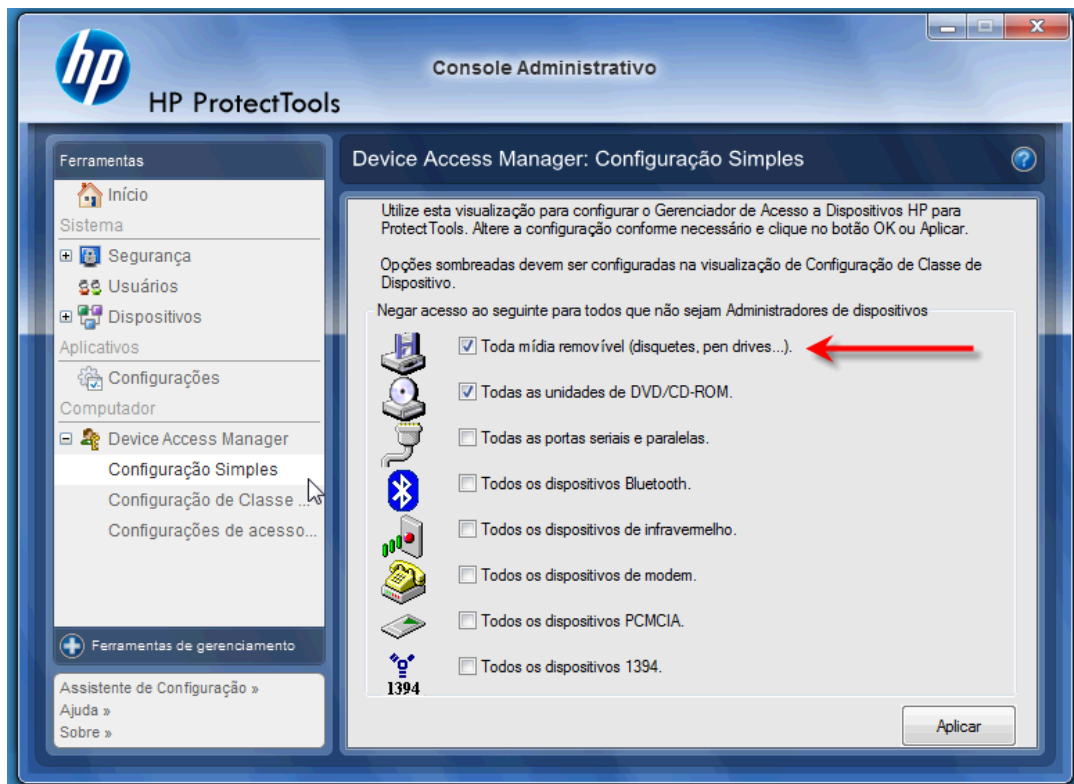 hp
Console Administrativo
HP ProtectTools
Ferramentas
Início
Sistema
Segurança
Usuários
Dispositivos
Aplicativos
Configurações
Computador
Device Access Manager
Configuração Simples
Configuração de Classe ...
Configurações de acesso...
Ferramentas de gerenciamento
Assistente de Configuração »
Ajuda »
Sobre »
Device Access Manager: Configuração Simples
Utilize esta visualização para configurar o Gerenciador de Acesso a Dispositivos HP para
ProtectTools. Altere a configuração conforme necessário e clique no botão OK ou Aplicar.
Opções sombreadas devem ser configuradas na visualização de Configuração de Classe de
Dispositivo.
Negar acesso ao seguinte para todos que não sejam Administradores de dispositivos
Toda mídia removível (disquetes, pen drives...).
Todas as unidades de DVD/CD-ROM.
Todas as portas seriais e paralelas.
Todos os dispositivos Bluetooth.
Todos os dispositivos de infravermelho.
Todos os dispositivos de modem.
Todos os dispositivos PCMCIA.
Todos os dispositivos 1394.
1394
Aplicar